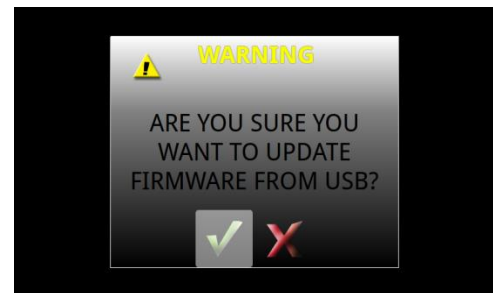 WARNING
ARE YOU SURE YOU
WANT TO UPDATE
FIRMWARE FROM USB?